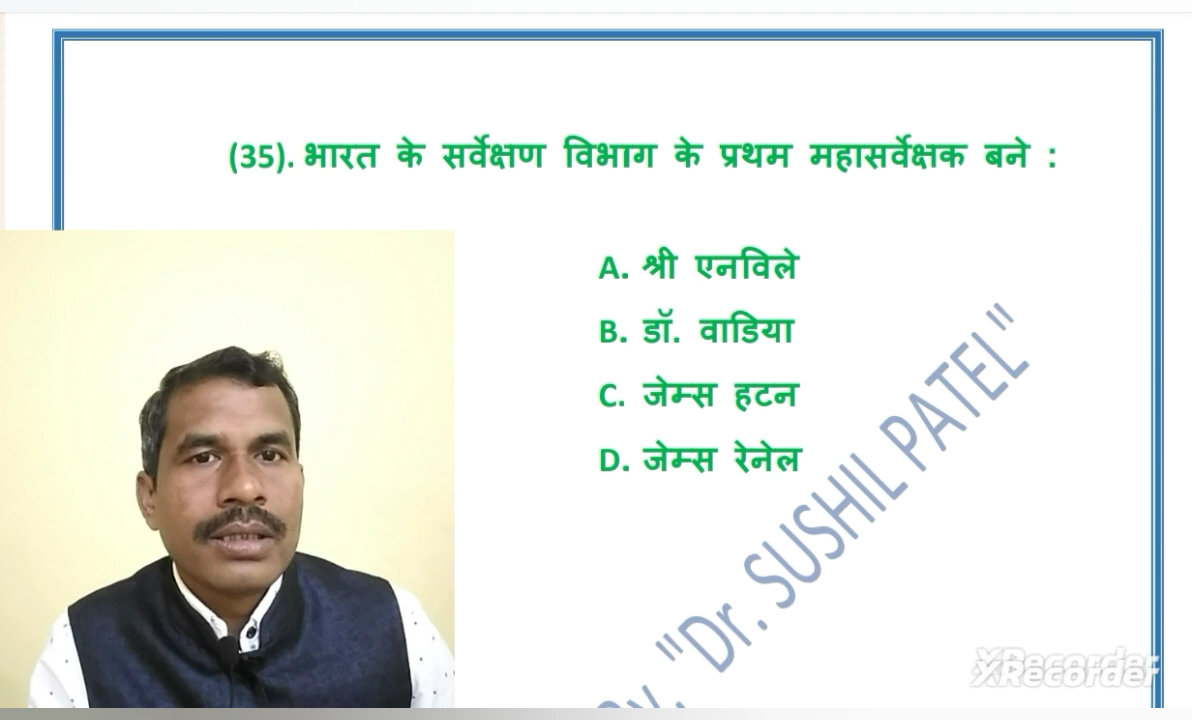 (35). भारत के सर्वेक्षण विभाग के प्रथम महासर्वेक्षक बने :
A. श्री एनविले
B. डॉ. वाडिया
C. जेम्स हटन
D. जेम्स रेनेल
"Dr. SUSHIL PATEL"
XRecorder